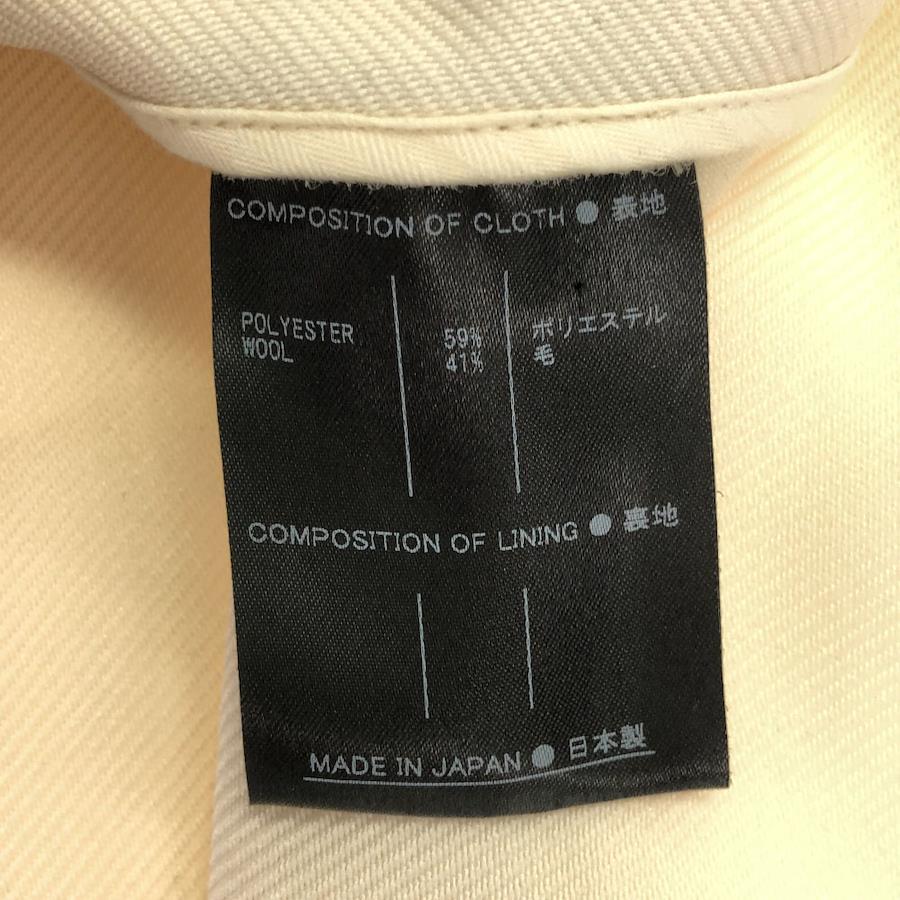 COMPOSITION OF CLOTH ● 表地
POLYESTER 59% ポリエステル
WOOL 41% 毛
COMPOSITION OF LINING ● 裏地
MADE IN JAPAN ● 日本製